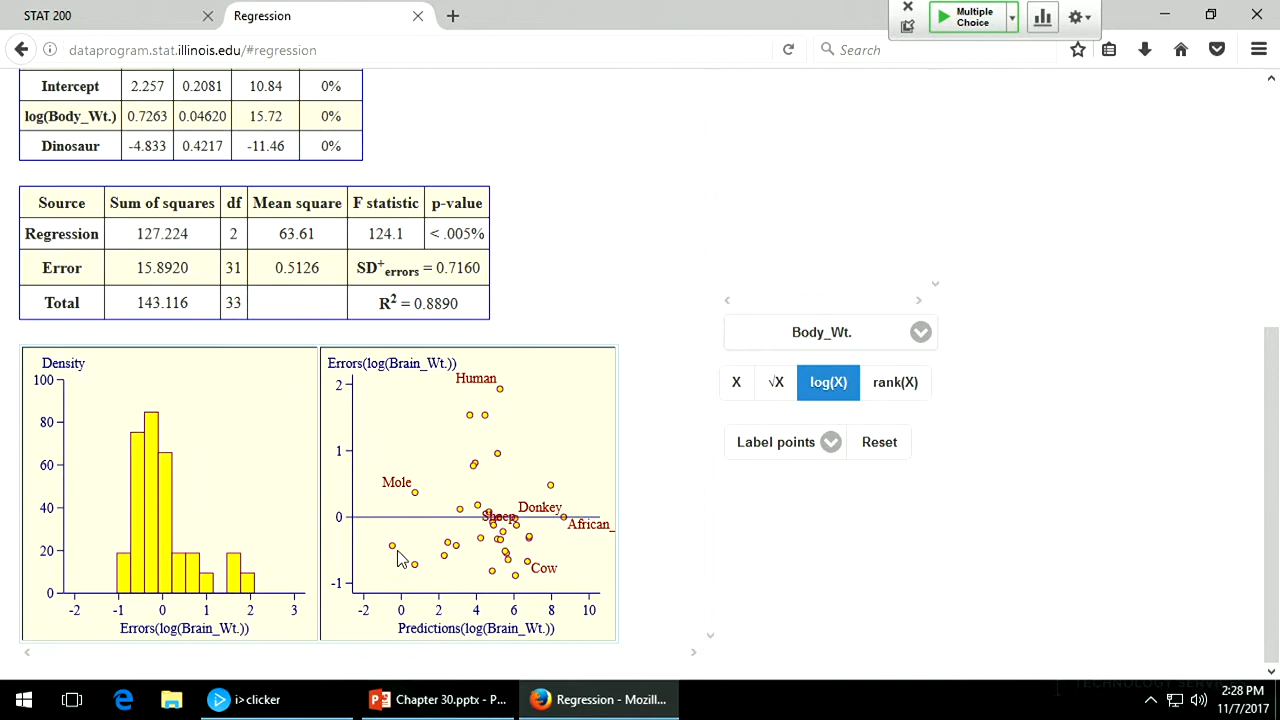 STAT 200
Regression
Multiple
Choice
dataprogram.stat.illinois.edu/#regression
Search
Intercept 2.257 0.2081 10.84 0%
log(Body_Wt.) 0.7263 0.04620 15.72 0%
Dinosaur -4.833 0.4217 -11.46 0%
Source Sum of squares df Mean square F statistic p-value
Regression 127.224 2 63.61 124.1 < .005%
Error 15.8920 31 0.5126 SD+errors = 0.7160
Total 143.116 33 R2 = 0.8890
Density
100
80
60
40
20
0
-2 -1 0 1 2 3
Errors(log(Brain_Wt.))
Errors(log(Brain_Wt.))
2
1
0
-1
Human
Mole
Donkey
Sheep
African_
Cow
-2 0 2 4 6 8 10
Predictions(log(Brain_Wt.))
Body_Wt.
X √X log(X) rank(X)
Label points Reset
i>clicker
Chapter 30.pptx - P...
Regression - Mozill...
2:28 PM
11/7/2017